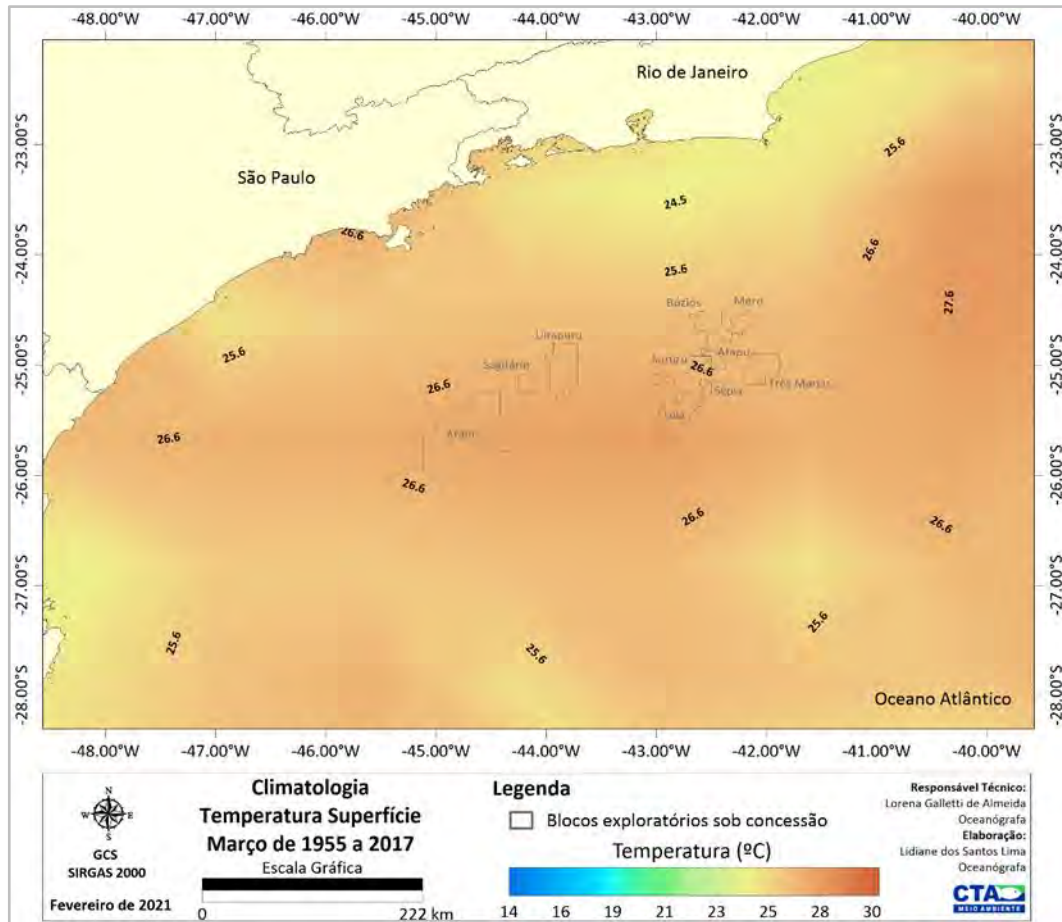 -48.00°W -47.00°W -46.00°W -45.00°W -44.00°W -43.00°W -42.00°W -41.00°W -40.00°W
-23.00°S
-24.00°S
-25.00°S
-26.00°S
-27.00°S
-28.00°S
Rio de Janeiro
São Paulo
25.6
24.5
26.6
26.6
25.6
27.6
Búzios
Mero
Uirapuru
25.6
Sagitário
Atapu
26.6
26.6
Três Marias
Sépia
26.6
Aram
26.6
26.6
26.6
25.6
25.6
25.6
Oceano Atlântico
-23.00°S
-24.00°S
-25.00°S
-26.00°S
-27.00°S
-28.00°S
-48.00°W -47.00°W -46.00°W -45.00°W -44.00°W -43.00°W -42.00°W -41.00°W -40.00°W
N
W E
S
GCS
SIRGAS 2000
Fevereiro de 2021
Climatologia
Temperatura Superfície
Março de 1955 a 2017
Escala Gráfica
0 222 km
Legenda
Blocos exploratórios sob concessão
Temperatura (ºC)
14 16 19 21 23 25 28 30
Responsável Técnico:
Lorena Galletti de Almeida
Oceanógrafa
Elaboração:
Lidiane dos Santos Lima
Oceanógrafa
CTA
MEIO AMBIENTE